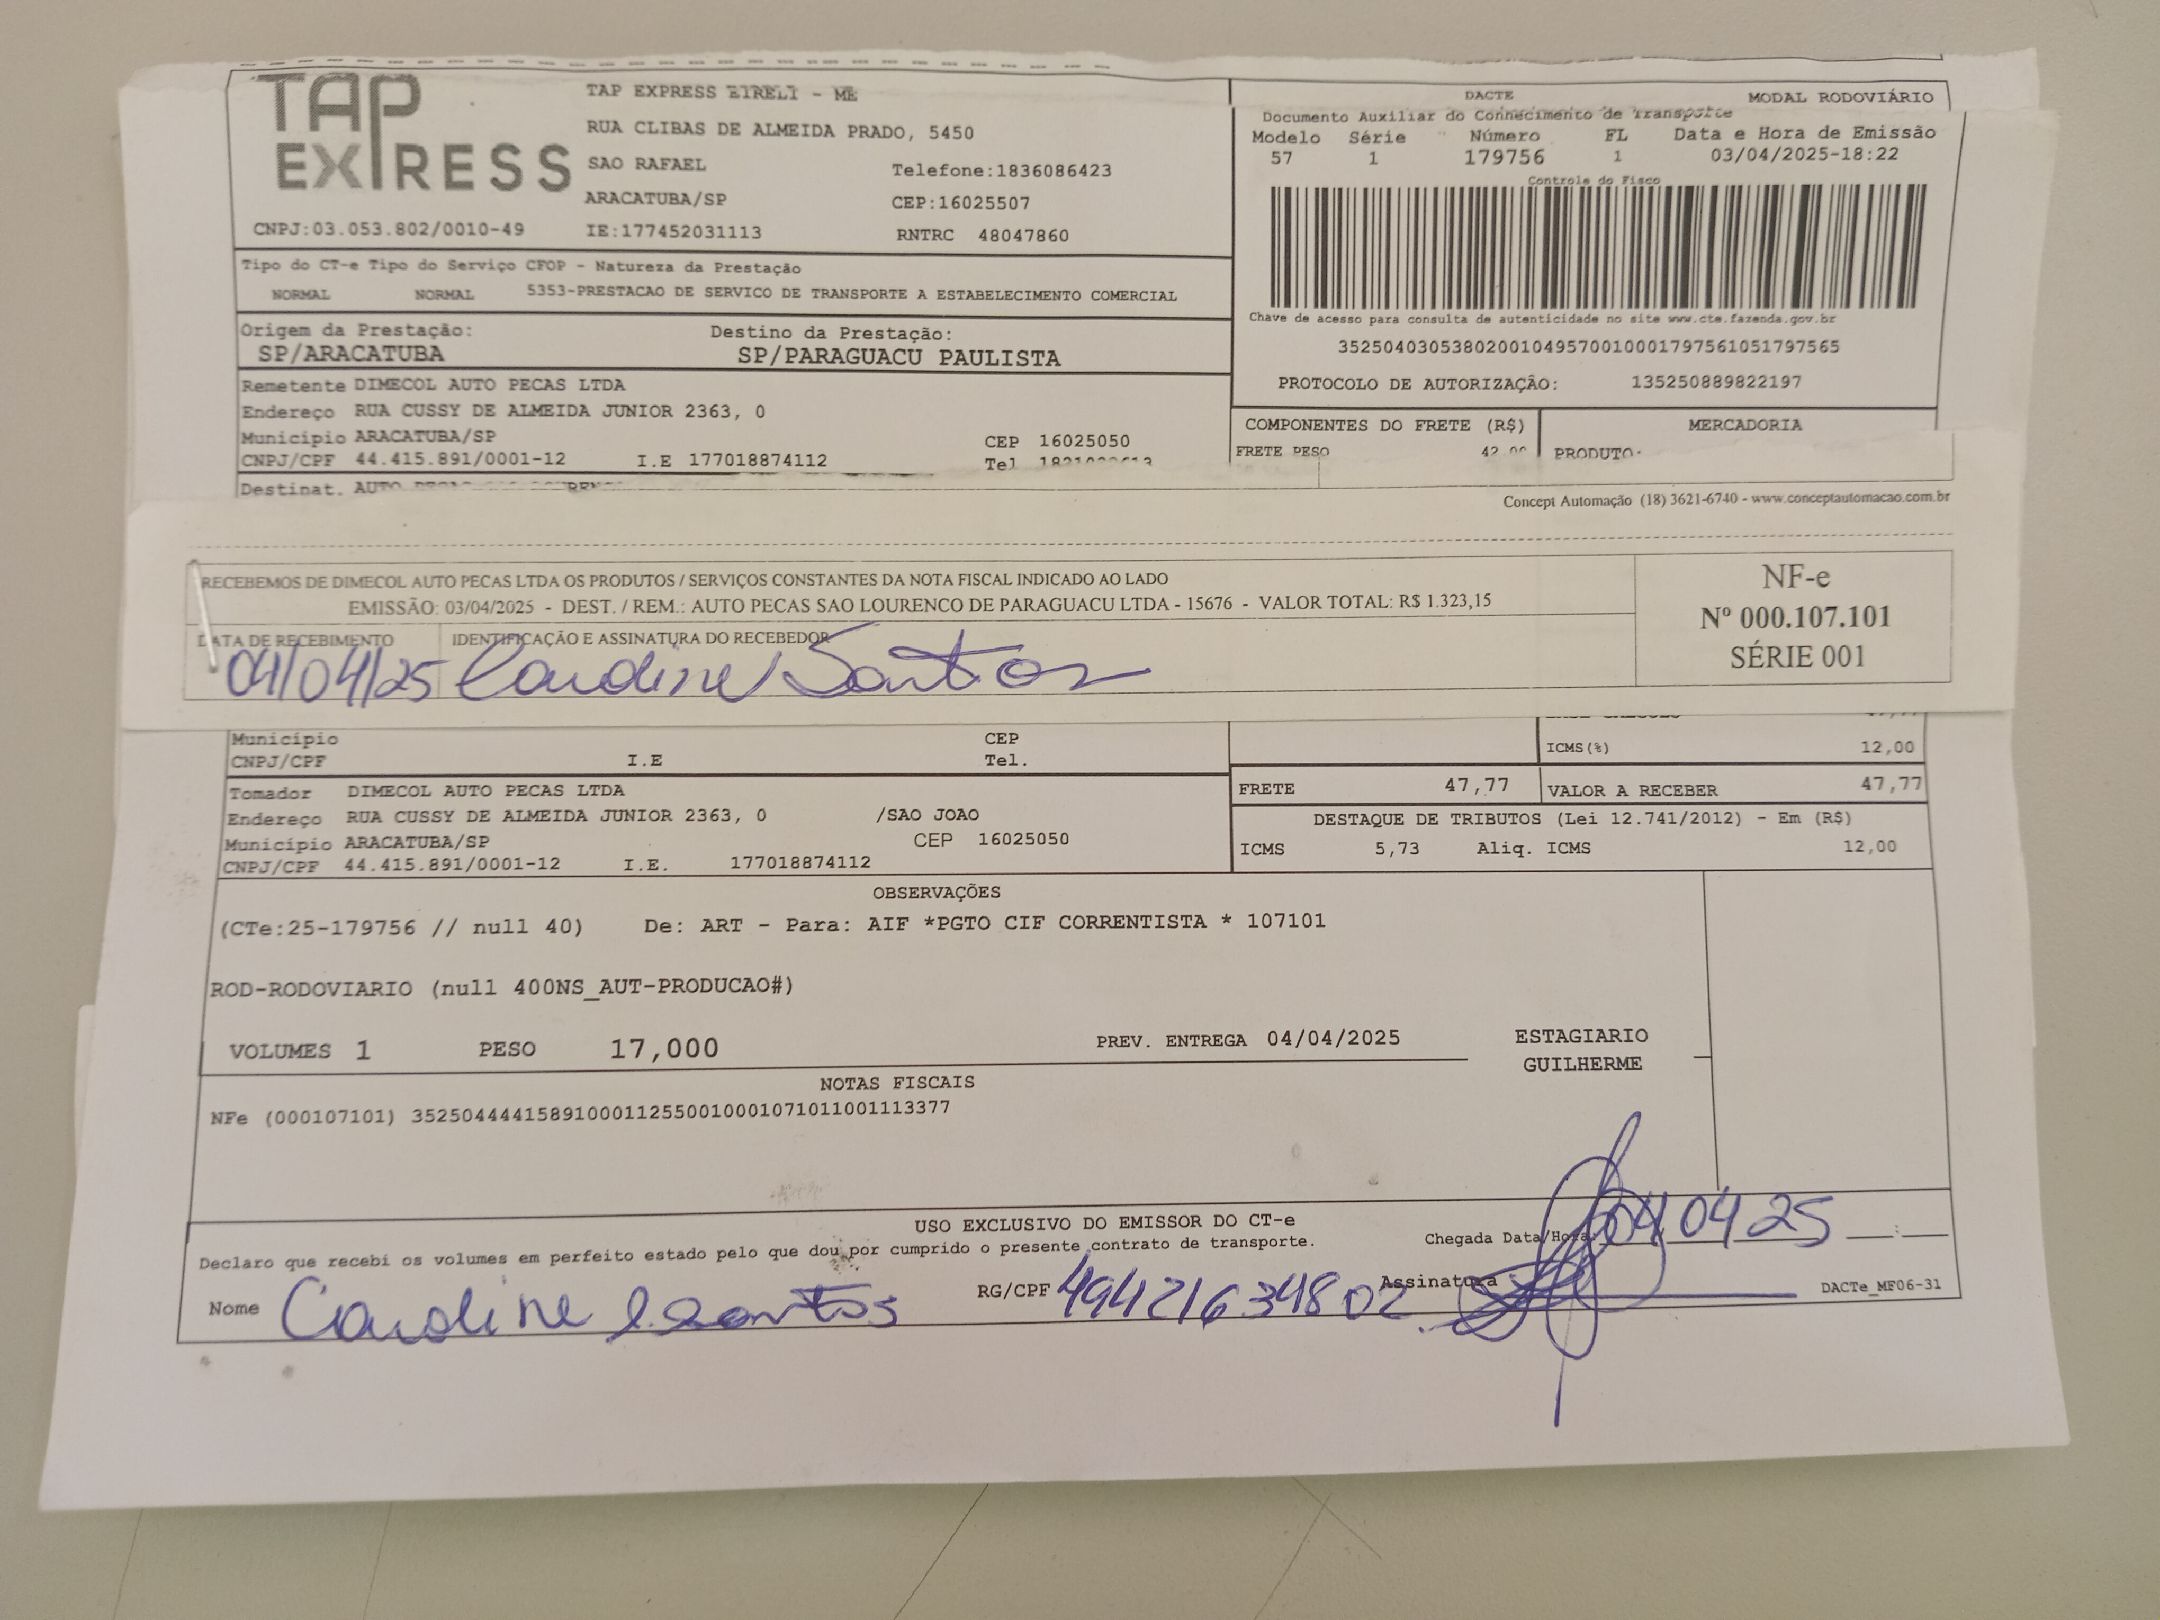 TAP EXPRESS
TAP EXPRESS EIRELI - ME
RUA CLIBAS DE ALMEIDA PRADO, 5450
SAO RAFAEL Telefone:1836086423
ARACATUBA/SP CEP:16025507
CNPJ:03.053.802/0010-49 IE:177452031113 RNTRC 48047860
DACTE MODAL RODOVIÁRIO
Documento Auxiliar do Conhecimento de Transporte
Modelo Série Número FL Data e Hora de Emissão
57 1 179756 1 03/04/2025-18:22
Controle do Fisco
Chave de acesso para consulta de autenticidade no site www.cte.fazenda.gov.br
35250403053802001049570010001797561051797565
PROTOCOLO DE AUTORIZAÇÃO: 135250889822197
Tipo do CT-e Tipo do Serviço CFOP - Natureza da Prestação
NORMAL NORMAL 5353-PRESTACAO DE SERVICO DE TRANSPORTE A ESTABELECIMENTO COMERCIAL
Origem da Prestação: Destino da Prestação:
SP/ARACATUBA SP/PARAGUACU PAULISTA
Remetente DIMECOL AUTO PECAS LTDA
Endereço RUA CUSSY DE ALMEIDA JUNIOR 2363, 0
Município ARACATUBA/SP CEP 16025050
CNPJ/CPF 44.415.891/0001-12 I.E 177018874112 Tel
Destinat. AUTO
COMPONENTES DO FRETE (R$) MERCADORIA
FRETE PESO PRODUTO:
Concept Automação (18) 3621-6740 - www.conceptautomacao.com.br
RECEBEMOS DE DIMECOL AUTO PECAS LTDA OS PRODUTOS / SERVIÇOS CONSTANTES DA NOTA FISCAL INDICADO AO LADO
EMISSÃO: 03/04/2025 - DEST. / REM.: AUTO PECAS SAO LOURENCO DE PARAGUACU LTDA - 15676 - VALOR TOTAL: R$ 1.323,15
DATA DE RECEBIMENTO IDENTIFICAÇÃO E ASSINATURA DO RECEBEDOR
04/04/25 Caroline Santos
NF-e
Nº 000.107.101
SÉRIE 001
Município CEP
CNPJ/CPF I.E Tel.
ICMS(%) 12,00
Tomador DIMECOL AUTO PECAS LTDA
Endereço RUA CUSSY DE ALMEIDA JUNIOR 2363, 0 /SAO JOAO
Município ARACATUBA/SP CEP 16025050
CNPJ/CPF 44.415.891/0001-12 I.E. 177018874112
FRETE 47,77 VALOR A RECEBER 47,77
DESTAQUE DE TRIBUTOS (Lei 12.741/2012) - Em (R$)
ICMS 5,73 Aliq. ICMS 12,00
OBSERVAÇÕES
(CTe:25-179756 // null 40) De: ART - Para: AIF *PGTO CIF CORRENTISTA * 107101
ROD-RODOVIARIO (null 400NS_AUT-PRODUCAO#)
VOLUMES 1 PESO 17,000 PREV. ENTREGA 04/04/2025 ESTAGIARIO
GUILHERME
NOTAS FISCAIS
NFe (000107101) 35250444415891000112550010001071011001113377
USO EXCLUSIVO DO EMISSOR DO CT-e
Declaro que recebi os volumes em perfeito estado pelo que dou por cumprido o presente contrato de transporte. Chegada Data/Hora 04 04 25 :
Nome Caroline Santos RG/CPF 49421634802 Assinatura DACTe_MF06-31